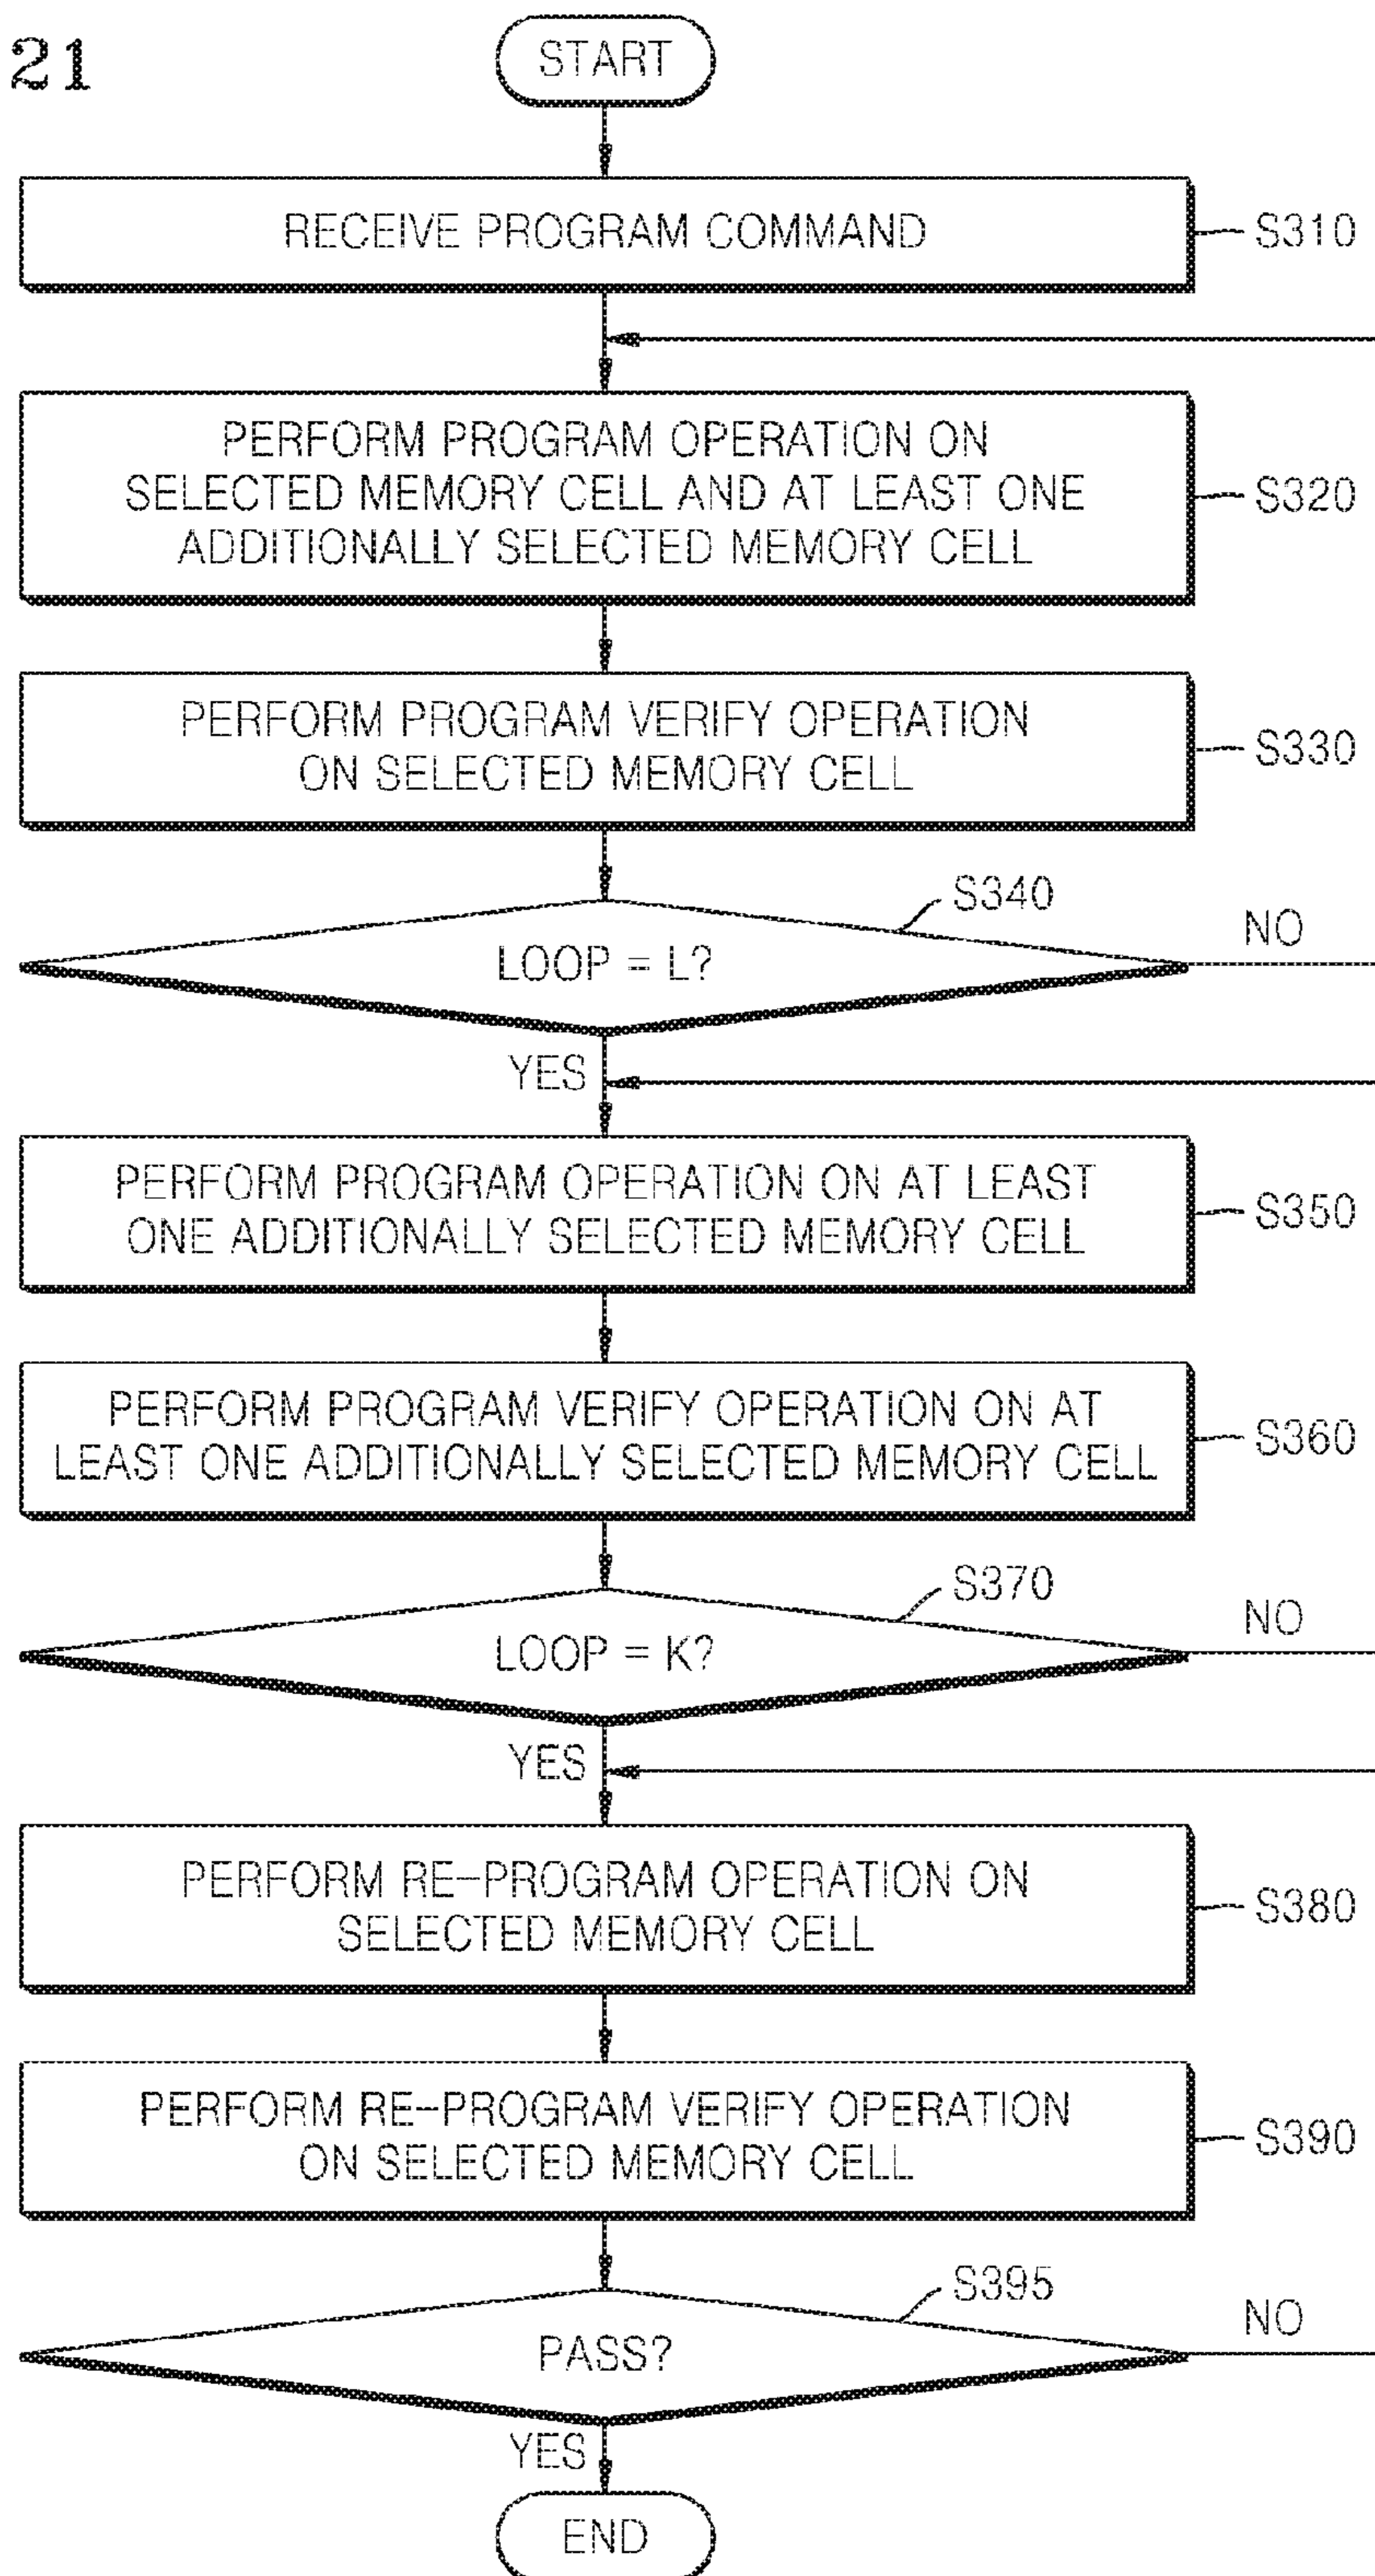 21
START
RECEIVE PROGRAM COMMAND
S310
PERFORM PROGRAM OPERATION ON
SELECTED MEMORY CELL AND AT LEAST ONE
ADDITIONALLY SELECTED MEMORY CELL
S320
PERFORM PROGRAM VERIFY OPERATION
ON SELECTED MEMORY CELL
S330
S340
LOOP = L?
NO
YES
PERFORM PROGRAM OPERATION ON AT LEAST
ONE ADDITIONALLY SELECTED MEMORY CELL
S350
PERFORM PROGRAM VERIFY OPERATION ON AT
LEAST ONE ADDITIONALLY SELECTED MEMORY CELL
S360
S370
LOOP = K?
NO
YES
PERFORM RE-PROGRAM OPERATION ON
SELECTED MEMORY CELL
S380
PERFORM RE-PROGRAM VERIFY OPERATION
ON SELECTED MEMORY CELL
S390
S395
PASS?
NO
YES
END